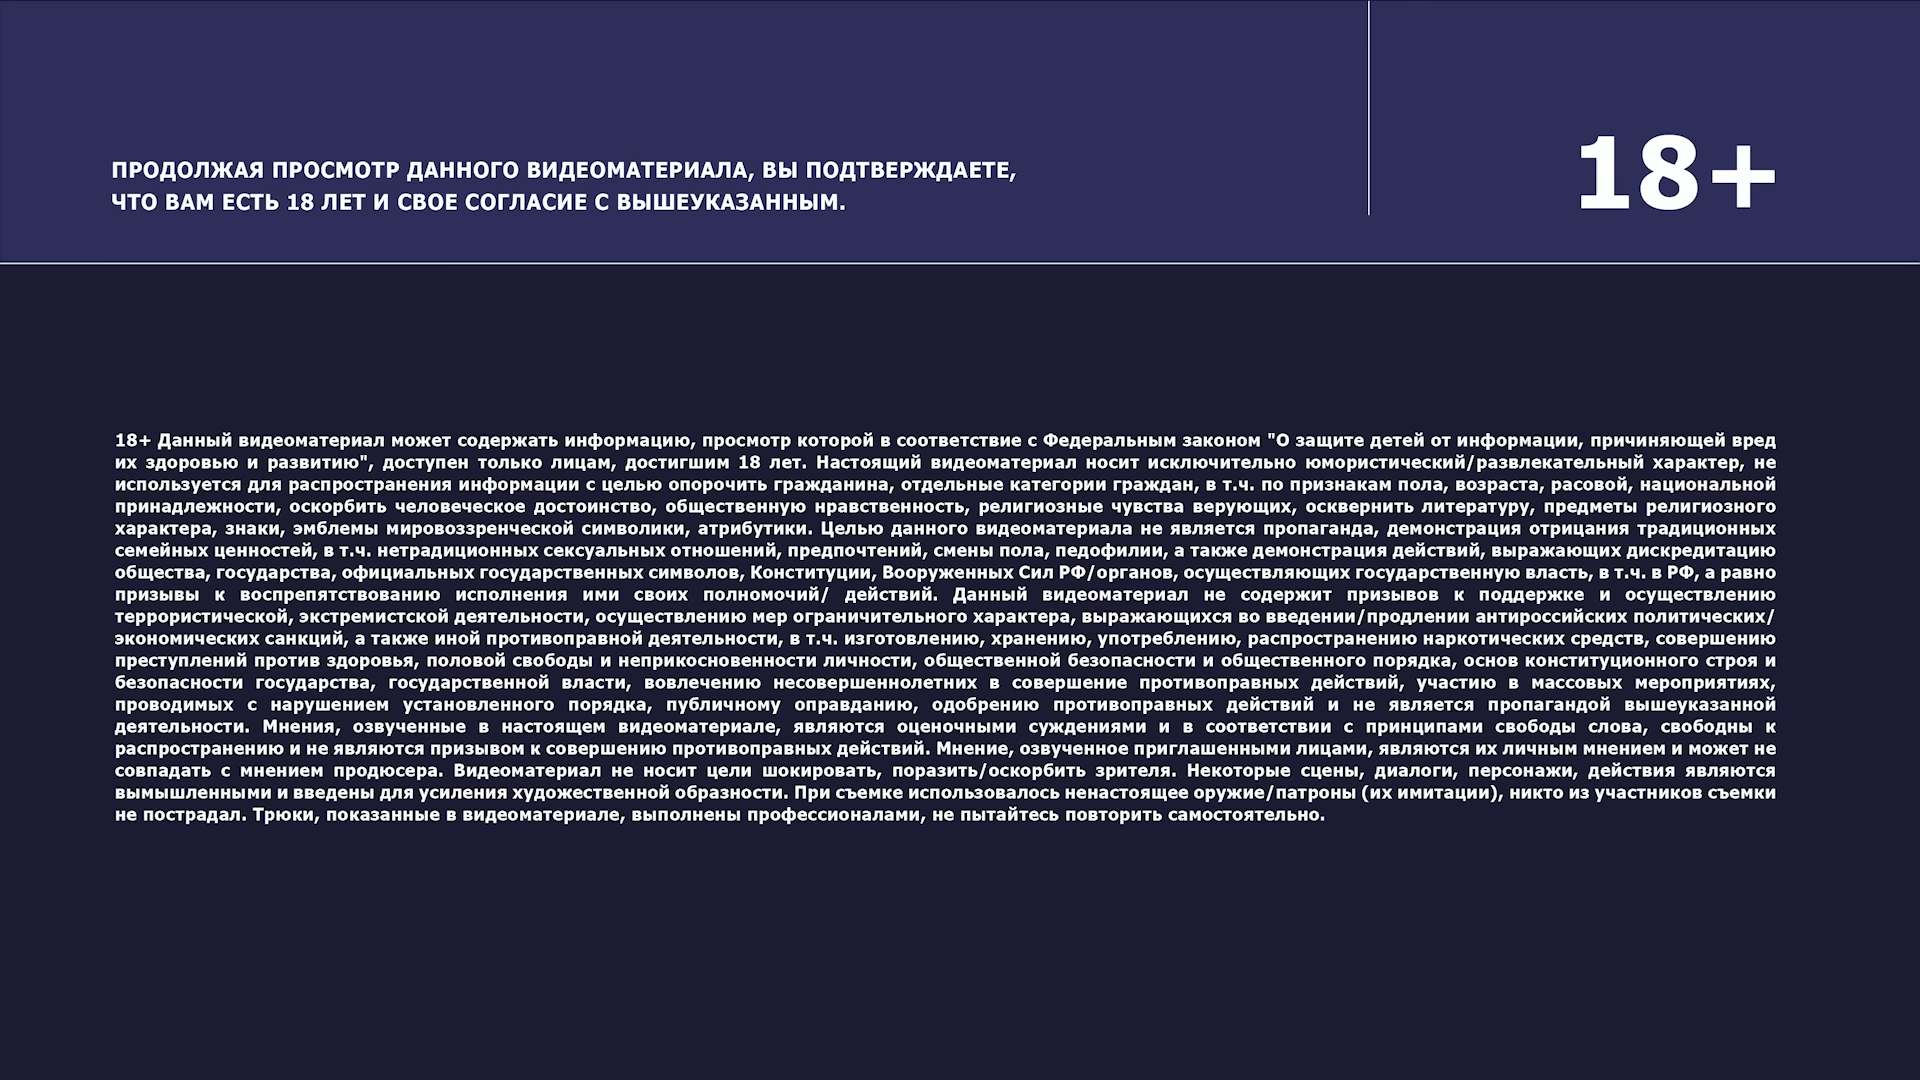 ПРОДОЛЖАЯ ПРОСМОТР ДАННОГО ВИДЕОМАТЕРИАЛА, ВЫ ПОДТВЕРЖДАЕТЕ,
ЧТО ВАМ ЕСТЬ 18 ЛЕТ И СВОЕ СОГЛАСИЕ С ВЫШЕУКАЗАННЫМ.
18+
18+ Данный видеоматериал может содержать информацию, просмотр которой в соответствие с Федеральным законом "О защите детей от информации, причиняющей вред
их здоровью и развитию", доступен только лицам, достигшим 18 лет. Настоящий видеоматериал носит исключительно юмористический/развлекательный характер, не
используется для распространения информации с целью опорочить гражданина, отдельные категории граждан, в т.ч. по признакам пола, возраста, расовой, национальной
принадлежности, оскорбить человеческое достоинство, общественную нравственность, религиозные чувства верующих, осквернить литературу, предметы религиозного
характера, знаки, эмблемы мировоззренческой символики, атрибутики. Целью данного видеоматериала не является пропаганда, демонстрация отрицания традиционных
семейных ценностей, в т.ч. нетрадиционных сексуальных отношений, предпочтений, смены пола, педофилии, а также демонстрация действий, выражающих дискредитацию
общества, государства, официальных государственных символов, Конституции, Вооруженных Сил РФ/органов, осуществляющих государственную власть, в т.ч. в РФ, а равно
призывы к воспрепятствованию исполнения ими своих полномочий/ действий. Данный видеоматериал не содержит призывов к поддержке и осуществлению
террористической, экстремистской деятельности, осуществлению мер ограничительного характера, выражающихся во введении/продлении антироссийских политических/
экономических санкций, а также иной противоправной деятельности, в т.ч. изготовлению, хранению, употреблению, распространению наркотических средств, совершению
преступлений против здоровья, половой свободы и неприкосновенности личности, общественной безопасности и общественного порядка, основ конституционного строя и
безопасности государства, государственной власти, вовлечению несовершеннолетних в совершение противоправных действий, участию в массовых мероприятиях,
проводимых с нарушением установленного порядка, публичному оправданию, одобрению противоправных действий и не является пропагандой вышеуказанной
деятельности. Мнения, озвученные в настоящем видеоматериале, являются оценочными суждениями и в соответствии с принципами свободы слова, свободны к
распространению и не являются призывом к совершению противоправных действий. Мнение, озвученное приглашенными лицами, являются их личным мнением и может не
совпадать с мнением продюсера. Видеоматериал не носит цели шокировать, поразить/оскорбить зрителя. Некоторые сцены, диалоги, персонажи, действия являются
вымышленными и введены для усиления художественной образности. При съемке использовалось ненастоящее оружие/патроны (их имитации), никто из участников съемки
не пострадал. Трюки, показанные в видеоматериале, выполнены профессионалами, не пытайтесь повторить самостоятельно.